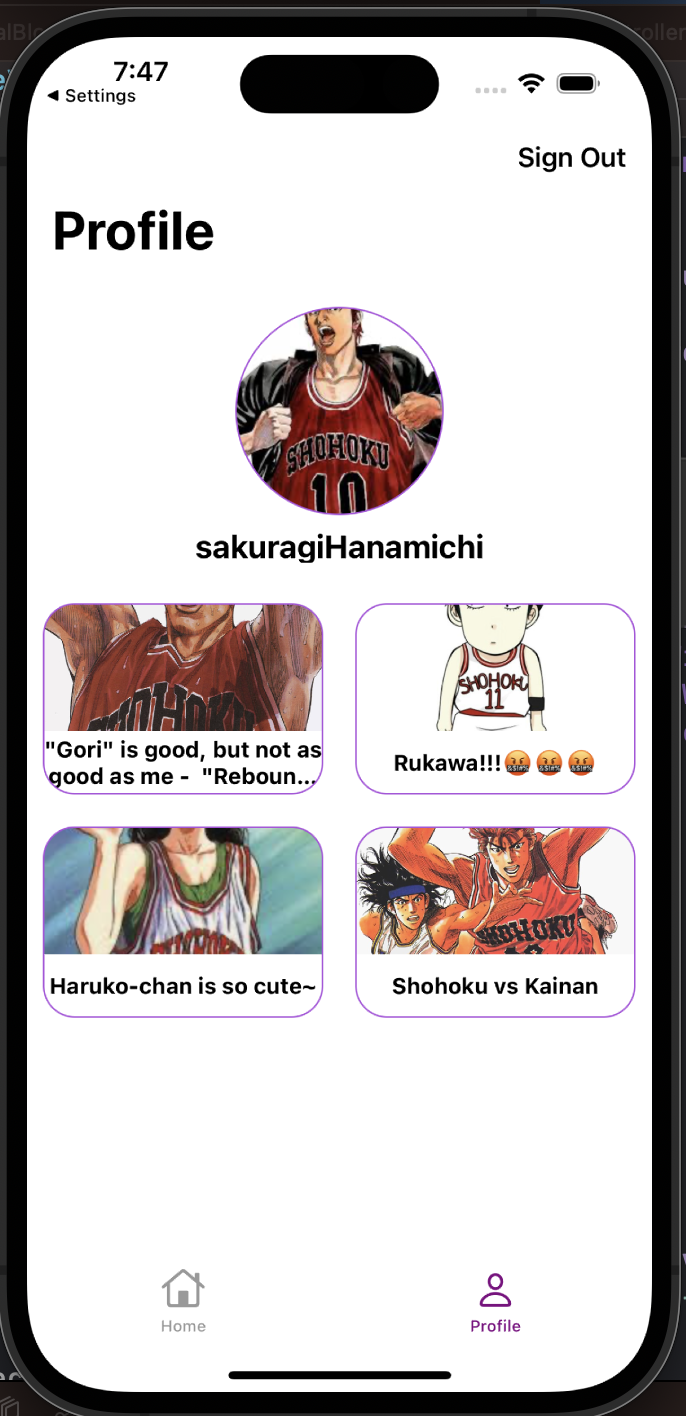 7:47
◀ Settings
Sign Out
Profile
SHOHOKU
10
sakuragiHanamichi
SHOHOKU
11
"Gori" is good, but not as
good as me - "Reboun...
Rukawa!!!🤬🤬🤬
SHOHOKU
Haruko-chan is so cute~
Shohoku vs Kainan
Home
Profile